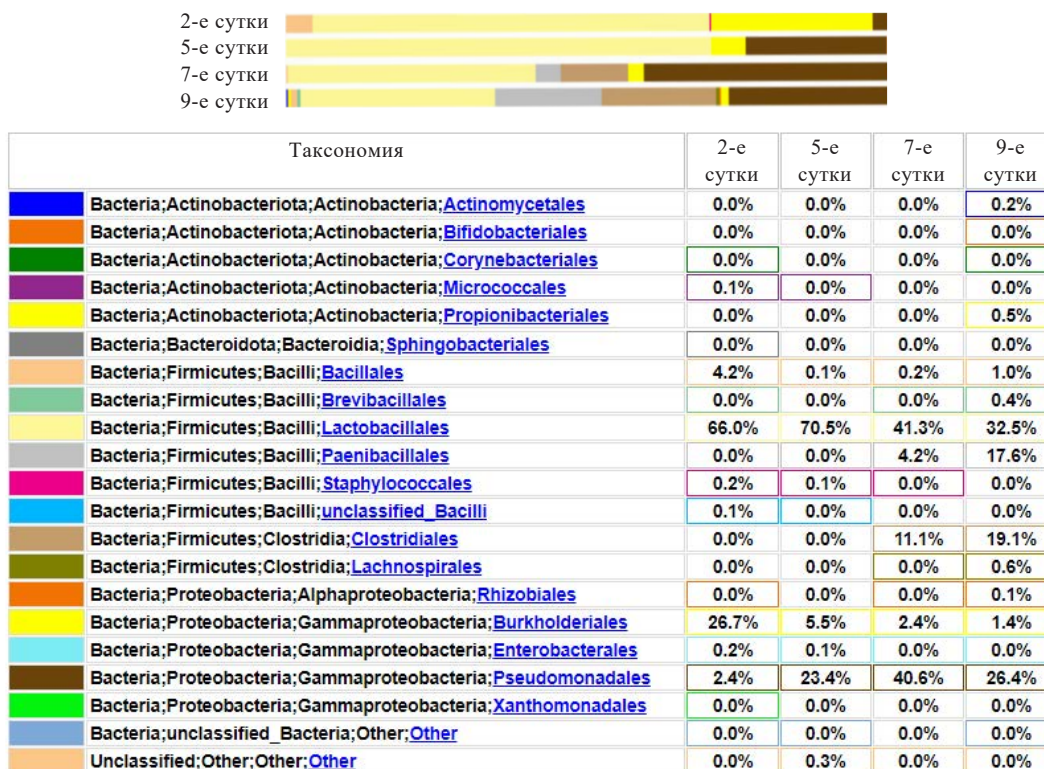 2-е сутки
5-е сутки
7-е сутки
9-е сутки
Таксономия 2-е сутки 5-е сутки 7-е сутки 9-е сутки
Bacteria;Actinobacteriota;Actinobacteria;Actinomycetales 0.0% 0.0% 0.0% 0.2%
Bacteria;Actinobacteriota;Actinobacteria;Bifidobacteriales 0.0% 0.0% 0.0% 0.0%
Bacteria;Actinobacteriota;Actinobacteria;Corynebacteriales 0.0% 0.0% 0.0% 0.0%
Bacteria;Actinobacteriota;Actinobacteria;Micrococcales 0.1% 0.0% 0.0% 0.0%
Bacteria;Actinobacteriota;Actinobacteria;Propionibacteriales 0.0% 0.0% 0.0% 0.5%
Bacteria;Bacteroidota;Bacteroidia;Sphingobacteriales 0.0% 0.0% 0.0% 0.0%
Bacteria;Firmicutes;Bacilli;Bacillales 4.2% 0.1% 0.2% 1.0%
Bacteria;Firmicutes;Bacilli;Brevibacillales 0.0% 0.0% 0.0% 0.4%
Bacteria;Firmicutes;Bacilli;Lactobacillales 66.0% 70.5% 41.3% 32.5%
Bacteria;Firmicutes;Bacilli;Paenibacillales 0.0% 0.0% 4.2% 17.6%
Bacteria;Firmicutes;Bacilli;Staphylococcales 0.2% 0.1% 0.0% 0.0%
Bacteria;Firmicutes;Bacilli;unclassified_Bacilli 0.1% 0.0% 0.0% 0.0%
Bacteria;Firmicutes;Clostridia;Clostridiales 0.0% 0.0% 11.1% 19.1%
Bacteria;Firmicutes;Clostridia;Lachnospirales 0.0% 0.0% 0.0% 0.6%
Bacteria;Proteobacteria;Alphaproteobacteria;Rhizobiales 0.0% 0.0% 0.0% 0.1%
Bacteria;Proteobacteria;Gammaproteobacteria;Burkholderiales 26.7% 5.5% 2.4% 1.4%
Bacteria;Proteobacteria;Gammaproteobacteria;Enterobacterales 0.2% 0.1% 0.0% 0.0%
Bacteria;Proteobacteria;Gammaproteobacteria;Pseudomonadales 2.4% 23.4% 40.6% 26.4%
Bacteria;Proteobacteria;Gammaproteobacteria;Xanthomonadales 0.0% 0.0% 0.0% 0.0%
Bacteria;unclassified_Bacteria;Other;Other 0.0% 0.0% 0.0% 0.0%
Unclassified;Other;Other;Other 0.0% 0.3% 0.0% 0.0%